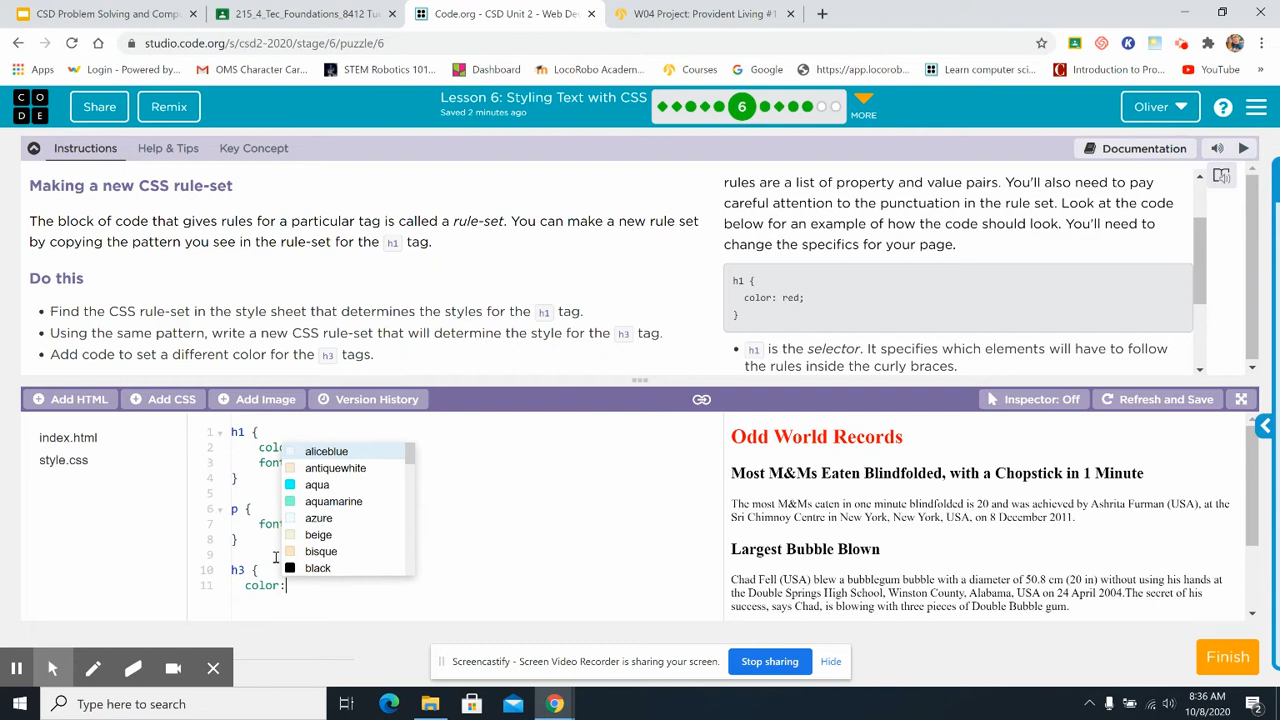 CSD Problem Solving and Comp
215_4_Tec_Foundations_8412 Tue
Code.org - CSD Unit 2 - Web De
W04 Project: Provident Living #1
studio.code.org/s/csd2-2020/stage/6/puzzle/6
Apps
Login - Powered by...
OMS Character Car...
STEM Robotics 101...
Dashboard
LocoRobo Academ...
Courses
Google
https://app.locorob...
Learn computer sci...
Introduction to Pro...
YouTube
C O
D E
Share
Remix
Lesson 6: Styling Text with CSS
Saved 2 minutes ago
6
MORE
Oliver
?
Instructions
Help & Tips
Key Concept
Documentation
Making a new CSS rule-set
The block of code that gives rules for a particular tag is called a rule-set. You can make a new rule set
by copying the pattern you see in the rule-set for the h1 tag.
Do this
• Find the CSS rule-set in the style sheet that determines the styles for the h1 tag.
• Using the same pattern, write a new CSS rule-set that will determine the style for the h3 tag.
• Add code to set a different color for the h3 tags.
rules are a list of property and value pairs. You'll also need to pay
careful attention to the punctuation in the rule set. Look at the code
below for an example of how the code should look. You'll need to
change the specifics for your page.
h1 {
color: red;
}
• h1 is the selector. It specifies which elements will have to follow
the rules inside the curly braces.
Add HTML
Add CSS
Add Image
Version History
Inspector: Off
Refresh and Save
index.html
style.css
1 h1 {
2 colo
3 font
4 }
5
6 p {
7 font
8 }
9
10 h3 {
11 color:
aliceblue
antiquewhite
aqua
aquamarine
azure
beige
bisque
black
Odd World Records
Most M&Ms Eaten Blindfolded, with a Chopstick in 1 Minute
The most M&Ms eaten in one minute blindfolded is 20 and was achieved by Ashrita Furman (USA), at the
Sri Chimnoy Centre in New York, New York, USA, on 8 December 2011.
Largest Bubble Blown
Chad Fell (USA) blew a bubblegum bubble with a diameter of 50.8 cm (20 in) without using his hands at
the Double Springs High School, Winston County, Alabama, USA on 24 April 2004.The secret of his
success, says Chad, is blowing with three pieces of Double Bubble gum.
Screencastify - Screen Video Recorder is sharing your screen.
Stop sharing
Hide
Finish
Type here to search
8:36 AM
10/8/2020
2